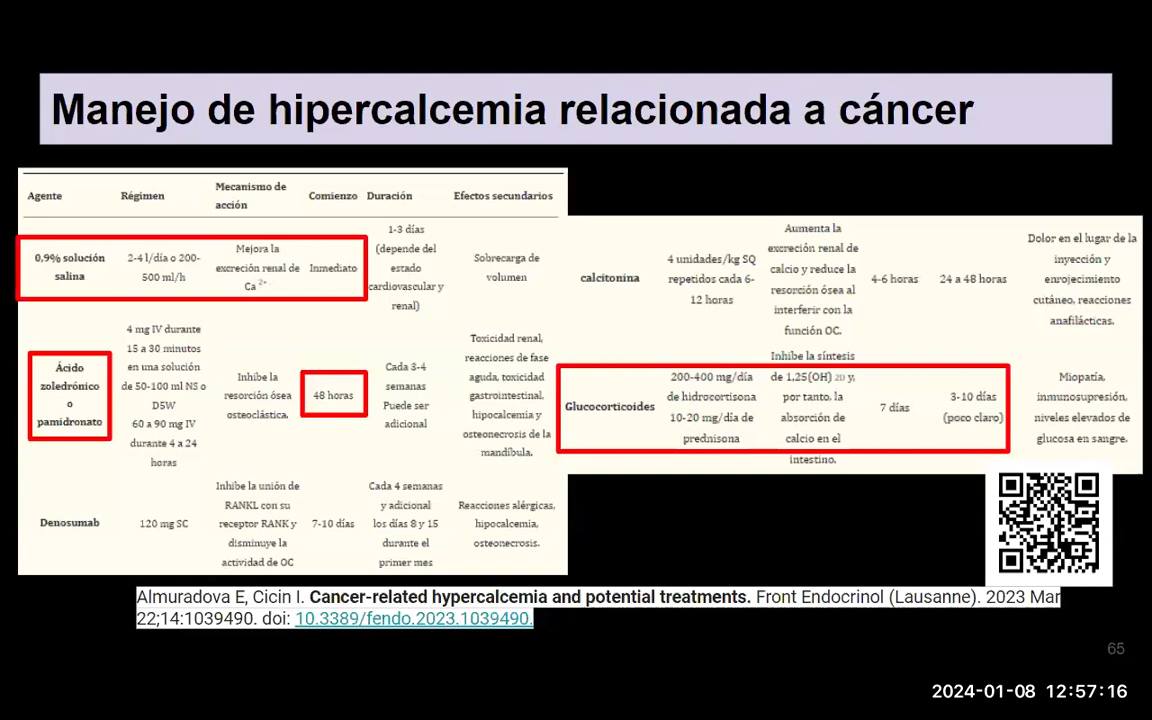 Manejo de hipercalcemia relacionada a cáncer
Agente
Régimen
Mecanismo de
acción
Comienzo
Duración
Efectos secundarios
0,9% solución
salina
2-4 l/día o 200-
500 ml/h
Mejora la
excreción renal de
Ca 2+
Inmediato
1-3 días
(depende del
estado
cardiovascular y
renal)
Sobrecarga de
volumen
Ácido
zoledrónico
o
pamidronato
4 mg IV durante
15 a 30 minutos
en una solución
de 50-100 ml NS o
D5W
60 a 90 mg IV
durante 4 a 24
horas
Inhibe la
resorción ósea
osteoclástica.
48 horas
Cada 3-4
semanas
Puede ser
adicional
Toxicidad renal,
reacciones de fase
aguda, toxicidad
gastrointestinal,
hipocalcemia y
osteonecrosis de la
mandíbula.
Denosumab
120 mg SC
Inhibe la unión de
RANKL con su
receptor RANK y
disminuye la
actividad de OC
7-10 días
Cada 4 semanas
y adicional
los días 8 y 15
durante el
primer mes
Reacciones alérgicas,
hipocalcemia,
osteonecrosis.
calcitonina
4 unidades/kg SQ
repetidos cada 6-
12 horas
Aumenta la
excreción renal de
calcio y reduce la
resorción ósea al
interferir con la
función OC.
4-6 horas
24 a 48 horas
Dolor en el lugar de la
inyección y
enrojecimiento
cutáneo, reacciones
anafilácticas.
Glucocorticoides
200-400 mg/día
de hidrocortisona
10-20 mg/día de
prednisona
Inhibe la síntesis
de 1,25(OH) 2D y,
por tanto, la
absorción de
calcio en el
intestino.
7 días
3-10 días
(poco claro)
Miopatía,
inmunosupresión,
niveles elevados de
glucosa en sangre.
Almuradova E, Cicin I. Cancer-related hypercalcemia and potential treatments. Front Endocrinol (Lausanne). 2023 Mar
22;14:1039490. doi: 10.3389/fendo.2023.1039490.
65
2024-01-08 12:57:16